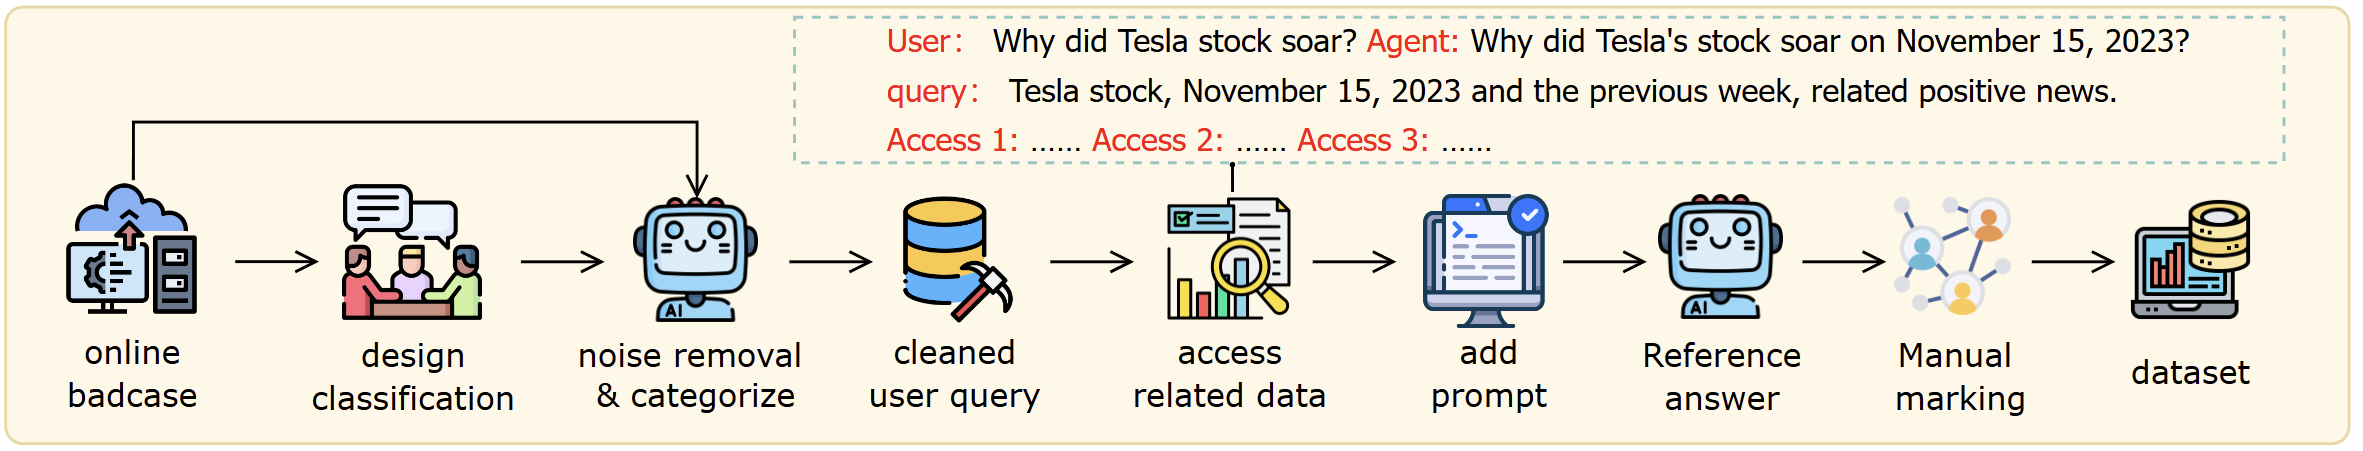 User: Why did Tesla stock soar? Agent: Why did Tesla's stock soar on November 15, 2023?
query: Tesla stock, November 15, 2023 and the previous week, related positive news.
Access 1: ...... Access 2: ...... Access 3: ......
AI
AI
online
badcase
design
classification
noise removal
& categorize
cleaned
user query
access
related data
add
prompt
Reference
answer
Manual
marking
dataset